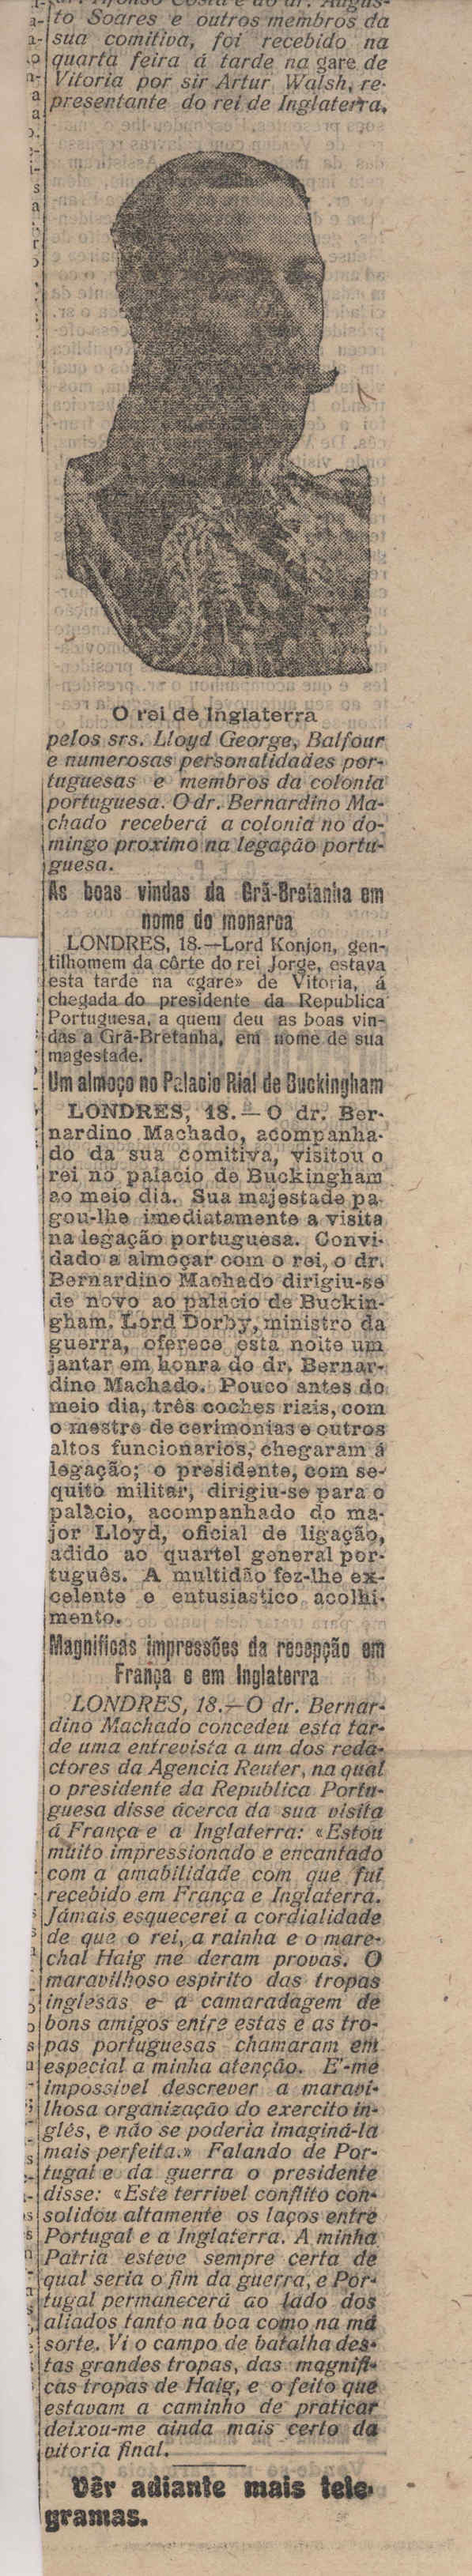 to Soares e outros membros da
sua comitiva, foi recebido na
quarta feira á tarde na gare de
Vitoria por sir Artur Walsh, re-
presentante do rei de Inglaterra,
O rei de Inglaterra
pelos srs. Lloyd George, Balfour
e numerosas personalidades por-
tuguesas e membros da colonia
portuguesa. O dr. Bernardino Ma-
chado receberá a colonia no do-
mingo proximo na legação portu-
guesa.
As boas vindas da Grã-Bretanha em
nome do monarca
LONDRES, 18.—Lord Konjon, gen-
tilhomem da côrte do rei Jorge, estava
esta tarde na «gare» de Vitoria, á
chegada do presidente da Republica
Portuguesa, a quem deu as boas vin-
das a Grã-Bretanha, em nome de sua
magestade.
Um almoço no Palacio Rial de Buckingham
LONDRES, 18.—O dr. Ber-
nardino Machado, acompanha-
do da sua comitiva, visitou o
rei no palacio de Buckingham
ao meio dia. Sua majestade pa-
gou-lhe imediatamente a visita
na legação portuguesa. Convi-
dado a almoçar com o rei, o dr.
Bernardino Machado dirigiu-se
de novo ao palacio de Buckin-
gham. Lord Dorby, ministro da
guerra, oferece esta noite um
jantar em honra do dr. Bernar-
dino Machado. Pouco antes do
meio dia, três coches riais, com
o mestre de cerimonias e outros
altos funcionarios, chegaram á
legação; o presidente, com se-
quito militar, dirigiu-se para o
palàcio, acompanhado do ma-
jor Lloyd, oficial de ligação,
adido ao quartel general por-
tuguês. A multidão fez-lhe ex-
celente e entusiastico acolhi-
mento.
Magnificas impressões da recepção em
França e em Inglaterra
LONDRES, 18.—O dr. Bernar-
dino Machado concedeu esta tar-
de uma entrevista a um dos reda-
ctores da Agencia Reuter, na qual
o presidente da Republica Portu-
guesa disse ácerca da sua visita
á França e a Inglaterra: «Estou
muito impressionado e encantado
com a amabilidade com que fui
recebido em França e Inglaterra.
Jámais esquecerei a cordialidade
de que o rei, a rainha e o mare-
chal Haig me deram provas. O
maravilhoso espirito das tropas
inglesas e a camaradagem de
bons amigos entre estas e as tro-
pas portuguesas chamaram em
especial a minha atenção. E'-me
impossivel descrever a maravi-
lhosa organização do exercito in-
glés, e não se poderia imaginá-la
mais perfeita.» Falando de Por-
tugal e da guerra o presidente
disse: «Este terrivel conflito con-
solidou altamente os laços entre
Portugal e a Inglaterra. A minha
Patria esteve sempre certa de
qual seria o fim da guerra, e Por-
tugal permanecerá ao lado dos
aliados tanto na boa como na má
sorte. Vi o campo de batalha des-
tas grandes tropas, das magnifi-
cas tropas de Haig, e o feito que
estavam a caminho de praticar
deixou-me ainda mais certo da
vitoria final.
Vêr adiante mais tele-
gramas.